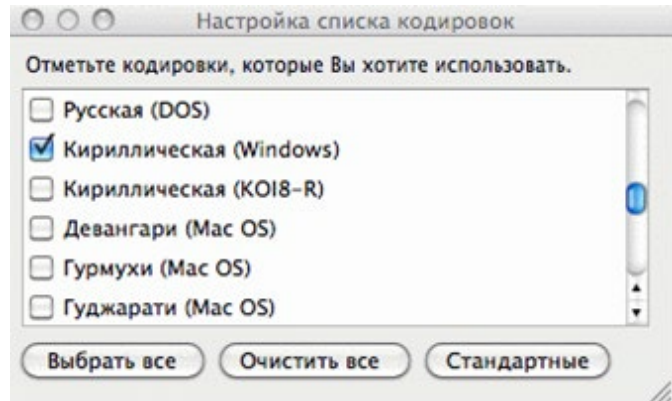 Настройка списка кодировок
Отметьте кодировки, которые Вы хотите использовать.
Русская (DOS)
Кириллическая (Windows)
Кириллическая (KOI8-R)
Девангари (Mac OS)
Гурмухи (Mac OS)
Гуджарати (Mac OS)
Выбрать все Очистить все Стандартные